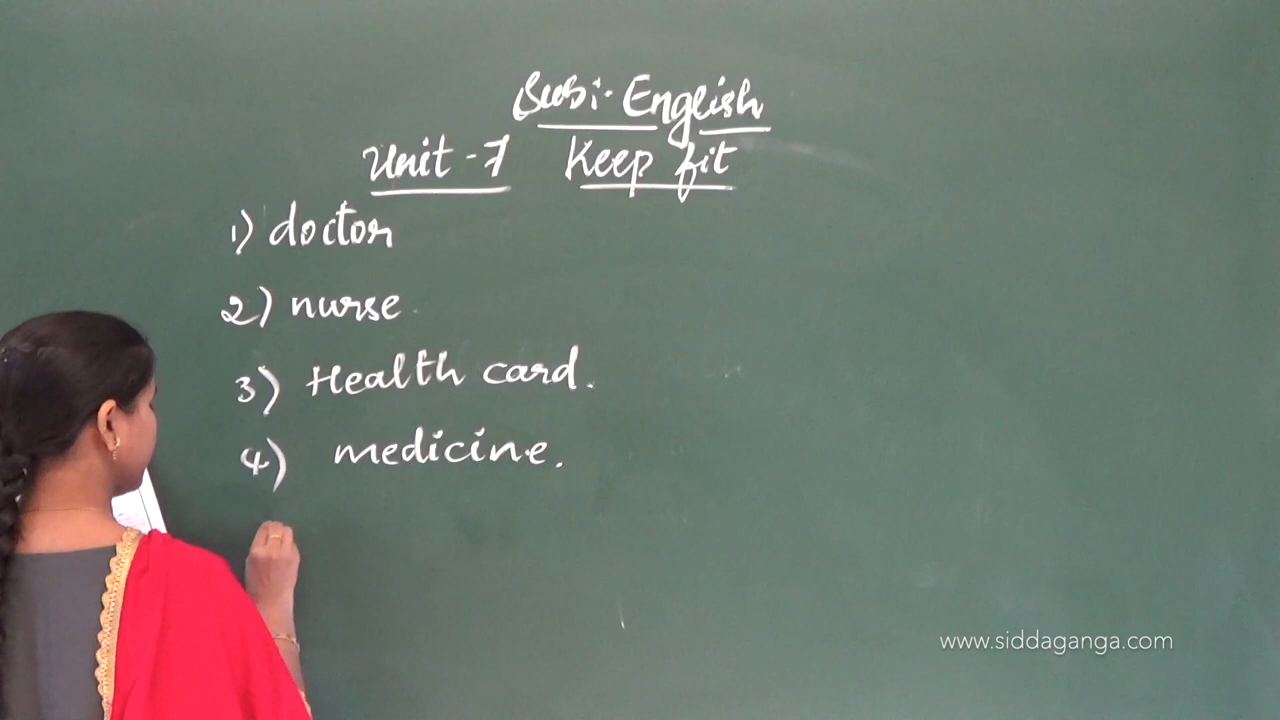 Sub:- English
Unit - 7 Keep fit
1) doctor
2) nurse.
3) Health card.
4) medicine.
www.siddaganga.com